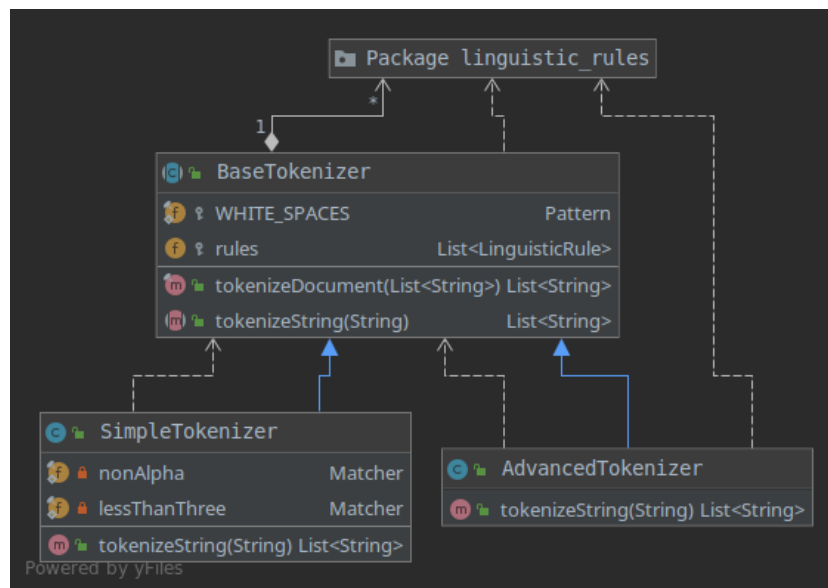 Package linguistic_rules
*
1
BaseTokenizer
WHITE_SPACES Pattern
rules List<LinguisticRule>
tokenizeDocument(List<String>) List<String>
tokenizeString(String) List<String>
SimpleTokenizer
nonAlpha Matcher
lessThanThree Matcher
tokenizeString(String) List<String>
AdvancedTokenizer
tokenizeString(String) List<String>
Powered by yFiles